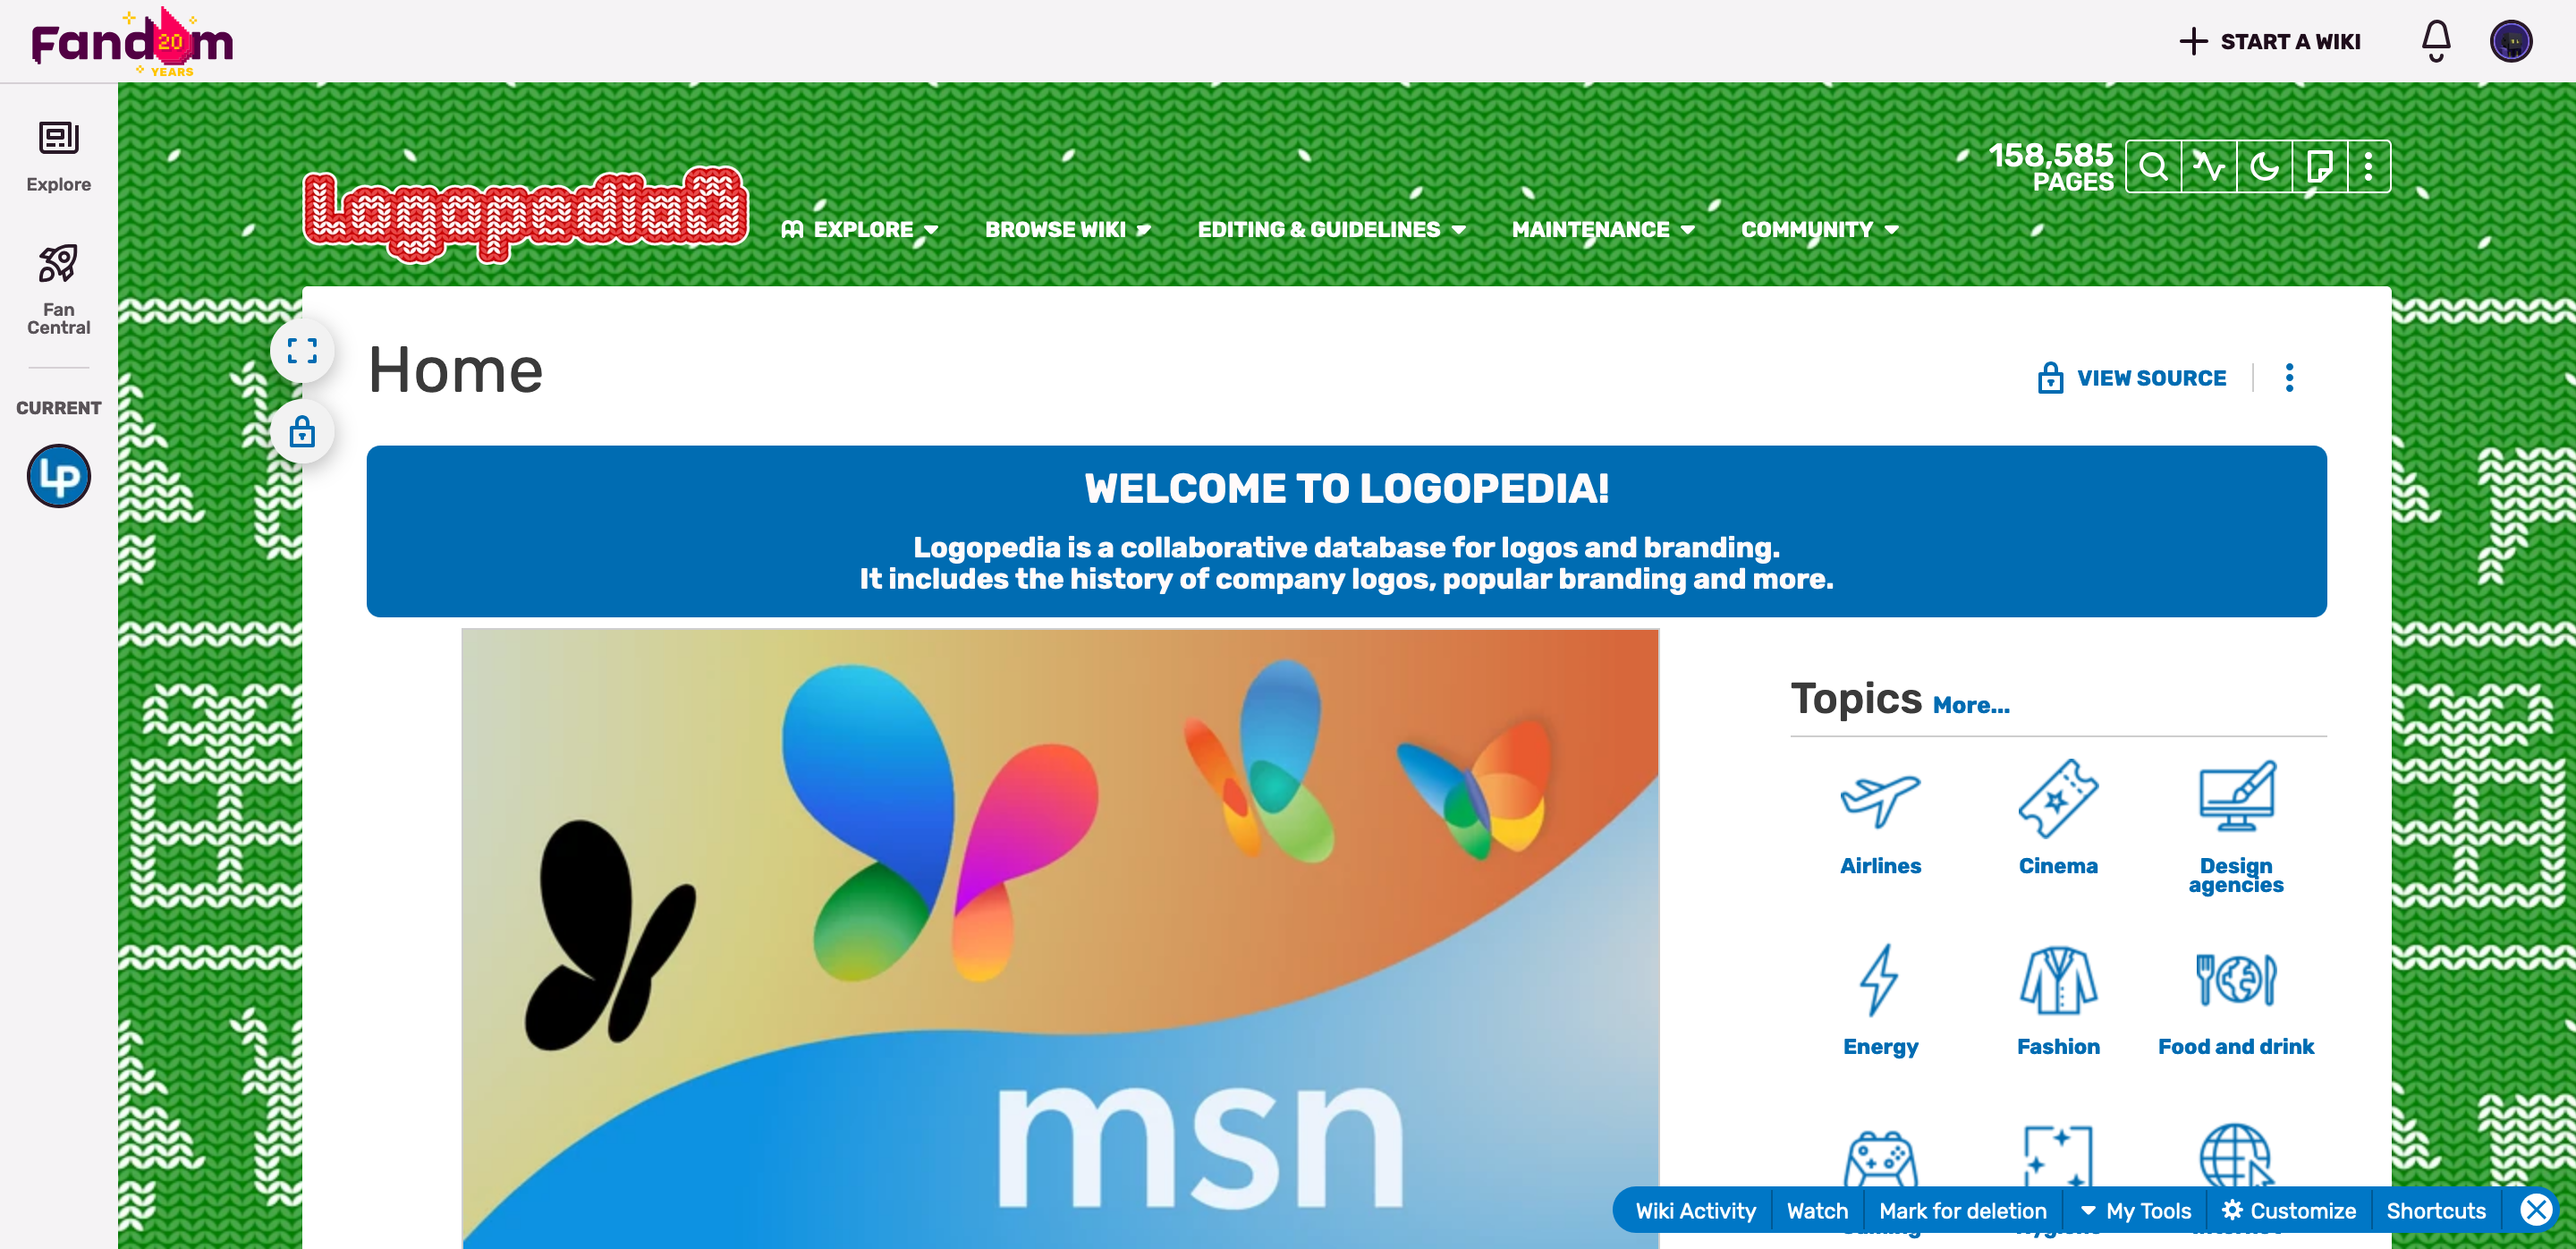 Fandom
20
YEARS
START A WIKI
Explore
Fan
Central
CURRENT
LP
Logopedia
158,585
PAGES
EXPLORE
BROWSE WIKI
EDITING & GUIDELINES
MAINTENANCE
COMMUNITY
Home
VIEW SOURCE
WELCOME TO LOGOPEDIA!
Logopedia is a collaborative database for logos and branding.
It includes the history of company logos, popular branding and more.
msn
Topics More...
Airlines
Cinema
Design
agencies
Energy
Fashion
Food and drink
Wiki Activity
Watch
Mark for deletion
My Tools
Customize
Shortcuts